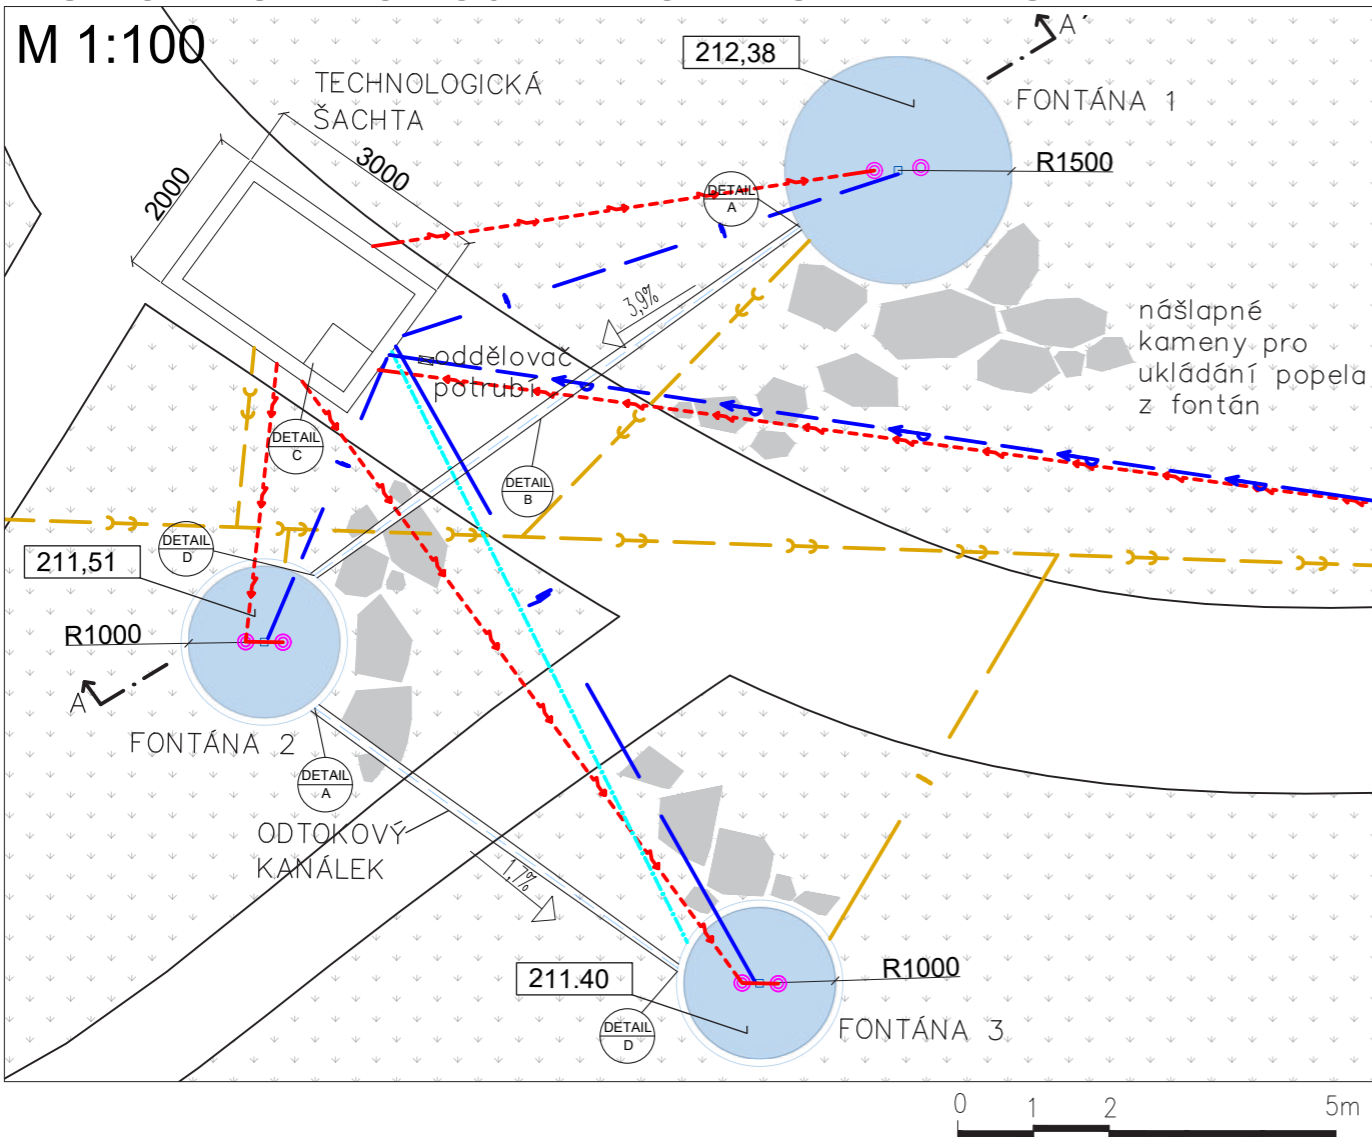 M 1:100
212,38
A'
TECHNOLOGICKÁ
ŠACHTA
FONTÁNA 1
3000
2000
R1500
DETAIL
A
3,9%
nášlapné
kameny pro
ukládání popela
z fontán
oddělovač
potrubí
DETAIL
C
DETAIL
B
DETAIL
D
211,51
R1000
A
FONTÁNA 2
DETAIL
A
ODTOKOVÝ
KANÁLEK
1,7%
211.40
R1000
DETAIL
D
FONTÁNA 3
0 1 2 5m